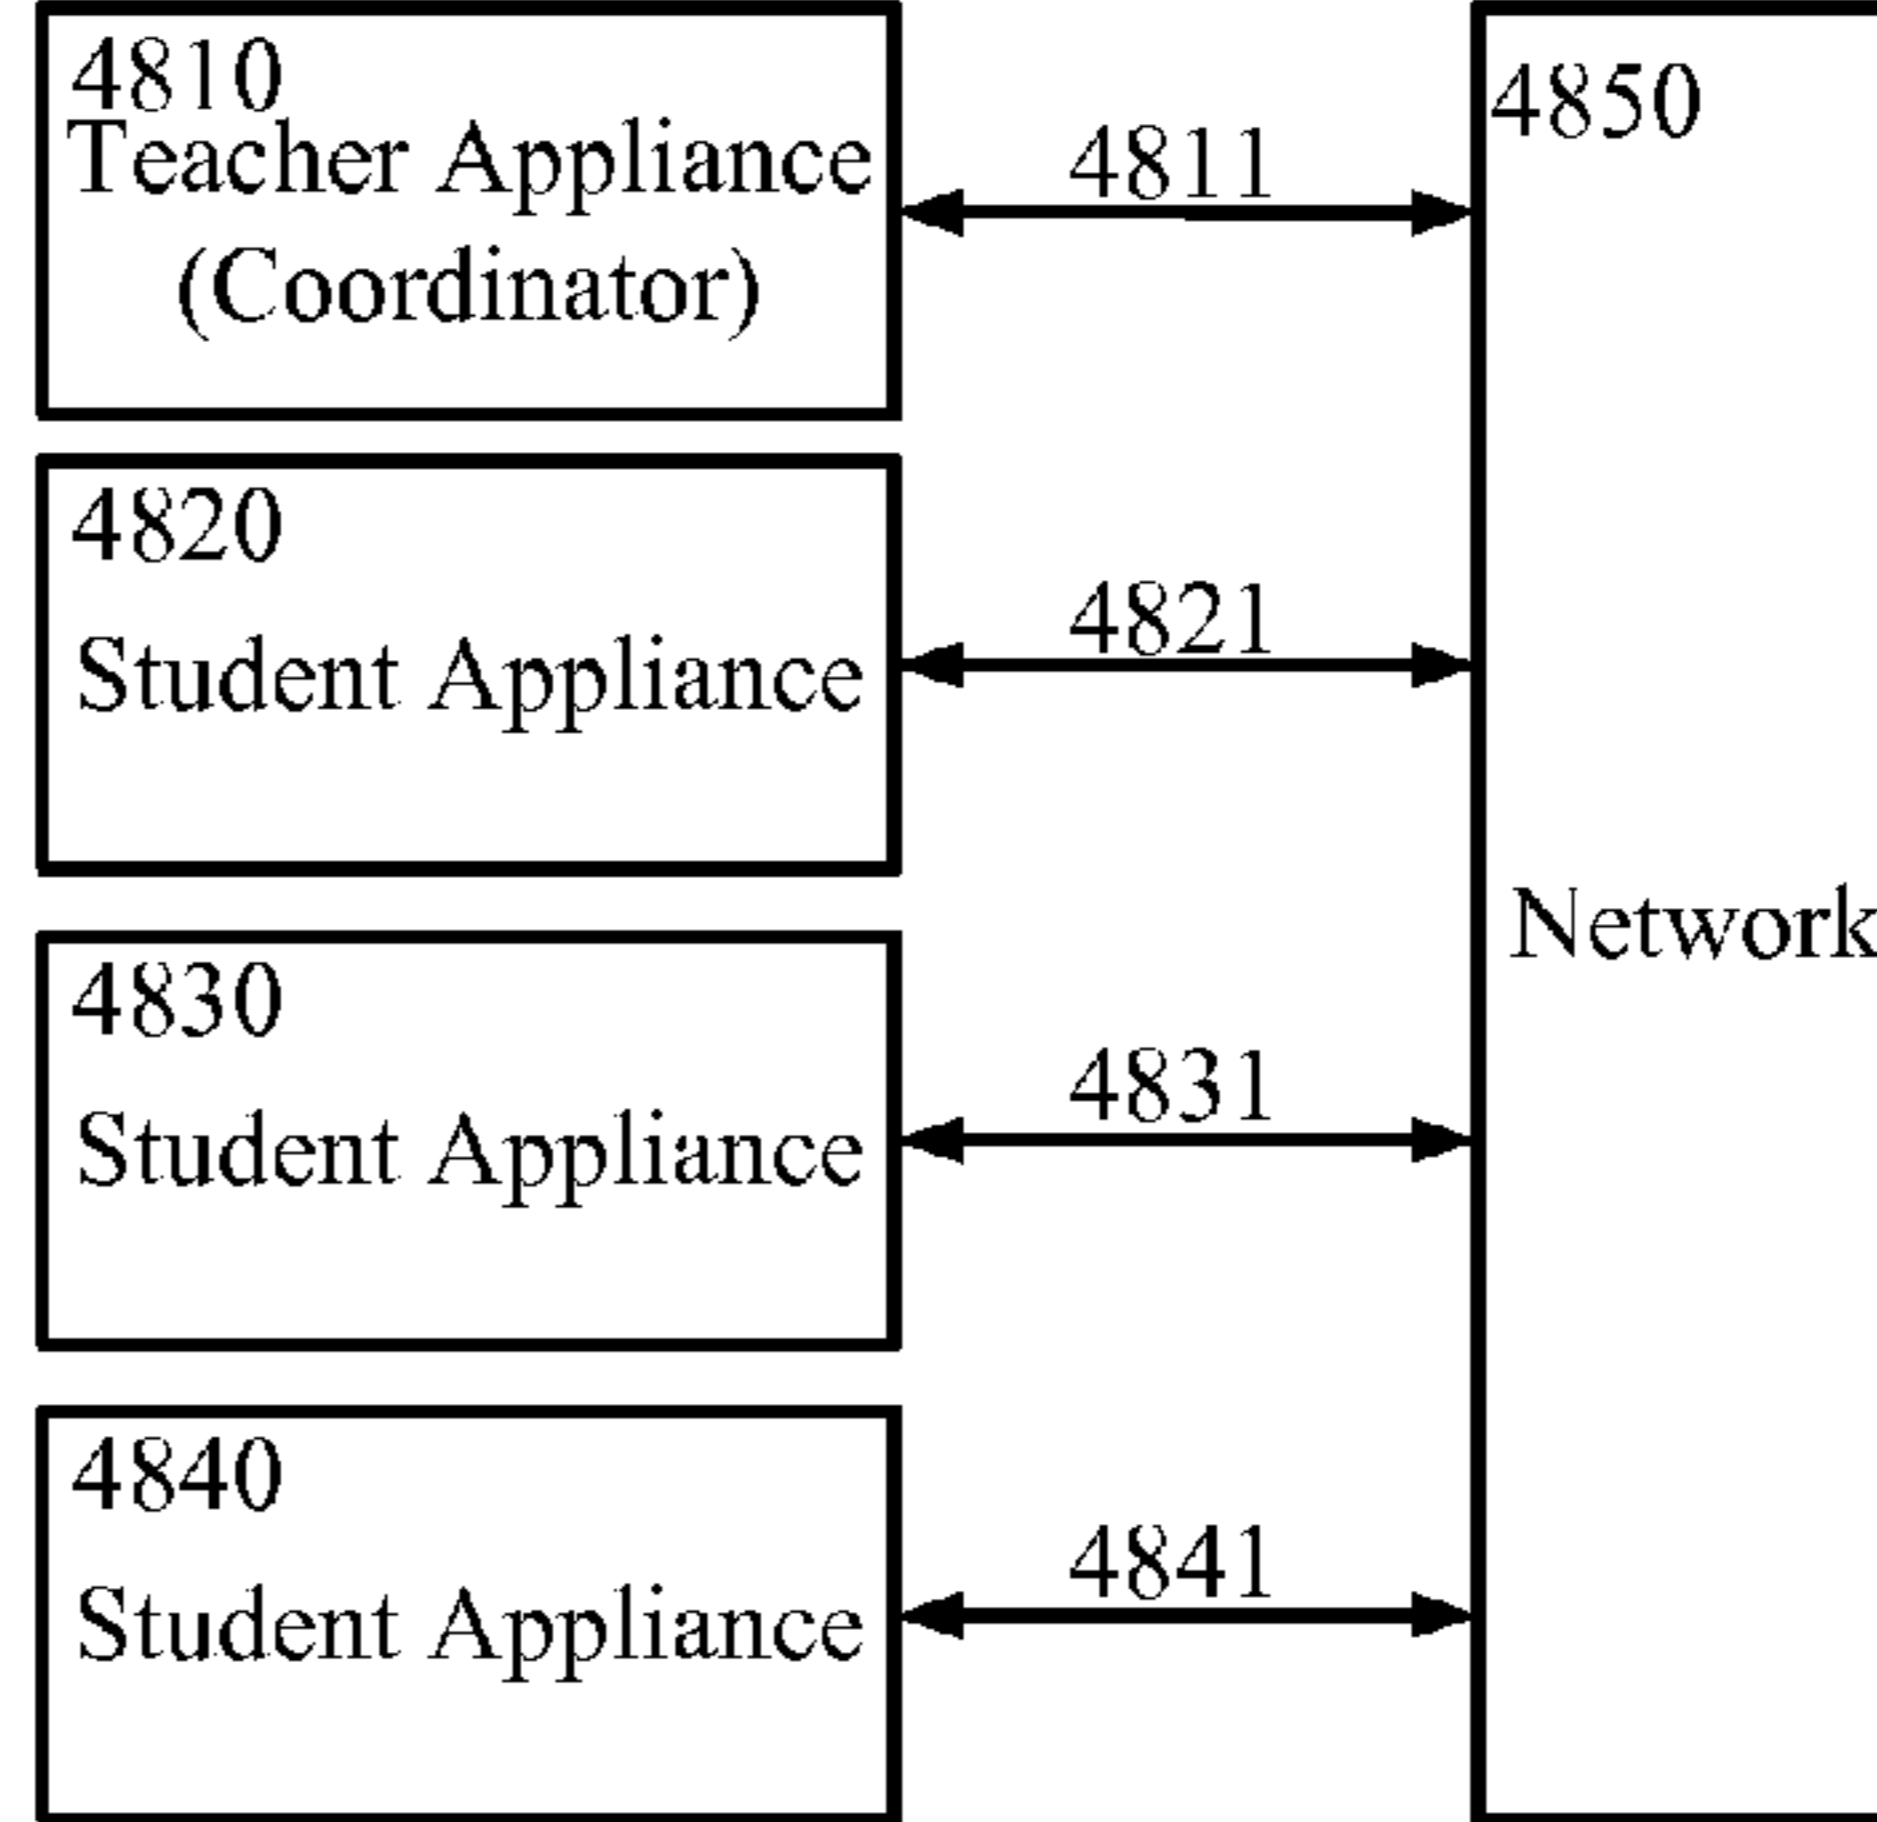 4810
Teacher Appliance
(Coordinator)
4811
4850
4820
Student Appliance
4821
Network
4830
Student Appliance
4831
4840
Student Appliance
4841